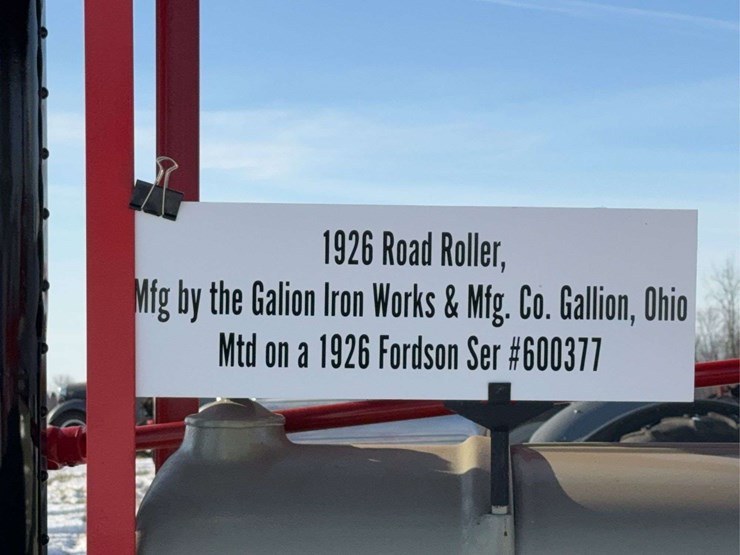 1926 Road Roller,
Mfg by the Galion Iron Works & Mfg. Co. Gallion, Ohio
Mtd on a 1926 Fordson Ser #600377